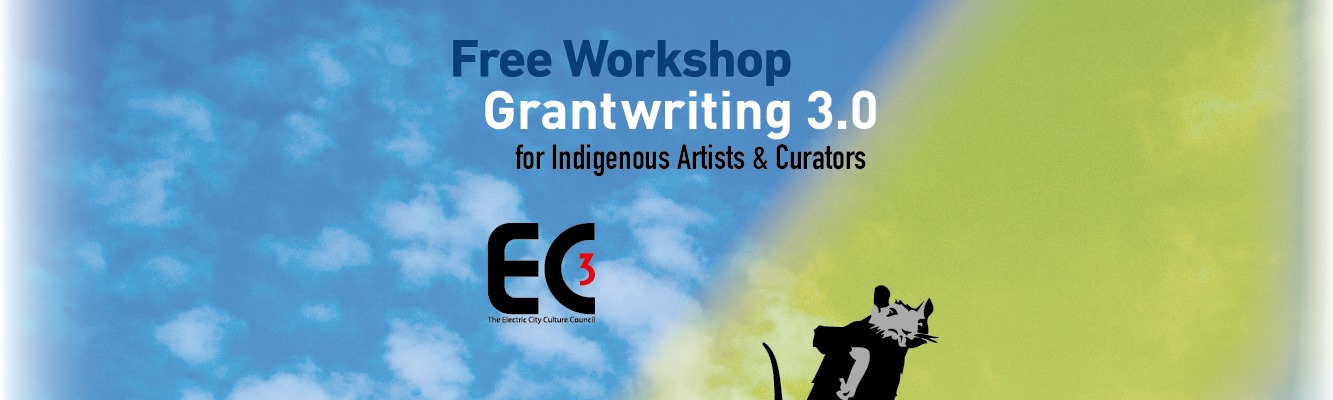 Free Workshop
Grantwriting 3.0
for Indigenous Artists & Curators
EC3
The Electric City Culture Council